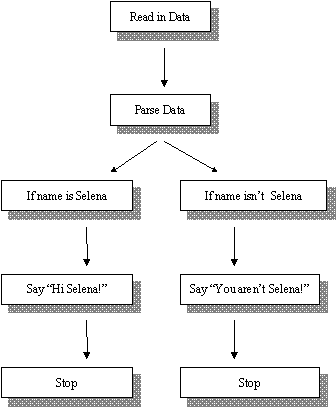 Read in Data
Parse Data
If name is Selena
If name isn't Selena
Say “Hi Selena!”
Say “You aren't Selena!”
Stop
Stop